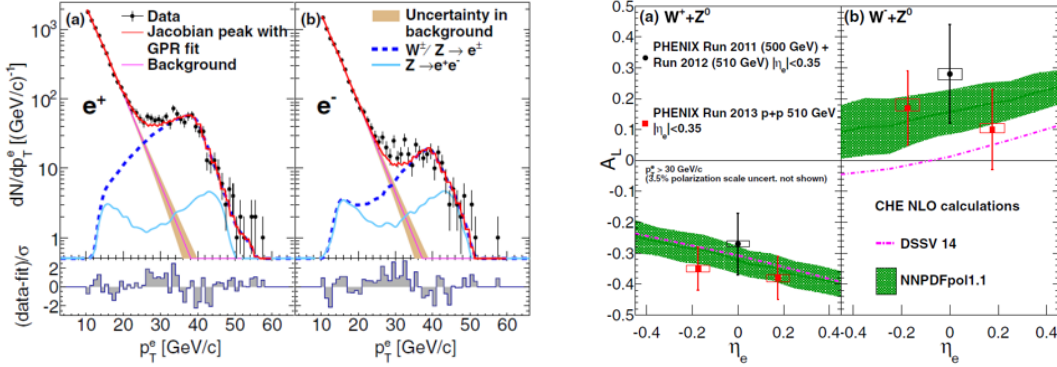 (a)
Data
Jacobian peak with
GPR fit
Background
e+
(b)
Uncertainty in
background
W±/ Z → e±
Z→e+e-
e-
dN/dp_T^e [(GeV/c)^-1]
10^3
10^2
10
1
(data-fit)/σ
2
0
-2
10 20 30 40 50 60
10 20 30 40 50 60
p_T^e [GeV/c]
p_T^e [GeV/c]
(a) W+ +Z0
(b) W- +Z0
PHENIX Run 2011 (500 GeV) +
Run 2012 (510 GeV) |ηe|<0.35
PHENIX Run 2013 p+p 510 GeV
|ηe|<0.35
p_T^e > 30 GeV/c
(3.5% polarization scale uncert. not shown)
CHE NLO calculations
DSSV 14
NNPDFpol1.1
A_L
0.5
0.4
0.3
0.2
0.1
0
-0.1
-0.2
-0.3
-0.4
-0.5
-0.4 -0.2 0 0.2 0.4
-0.4 -0.2 0 0.2 0.4
ηe
ηe